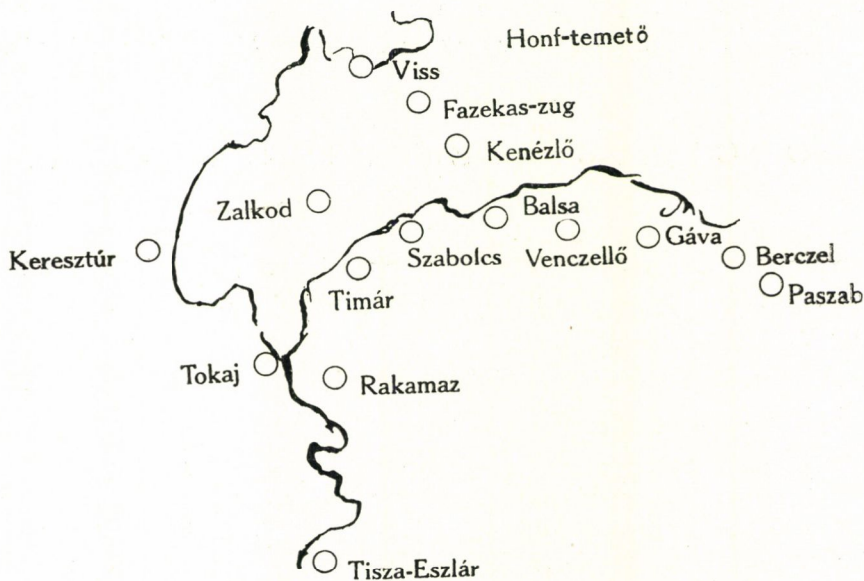 Honf-temető
Viss
Fazekas-zug
Kenézlő
Zalkod
Balsa
Keresztúr
Szabolcs
Venczellő
Gáva
Berczel
Timár
Paszab
Tokaj
Rakamaz
Tisza-Eszlár